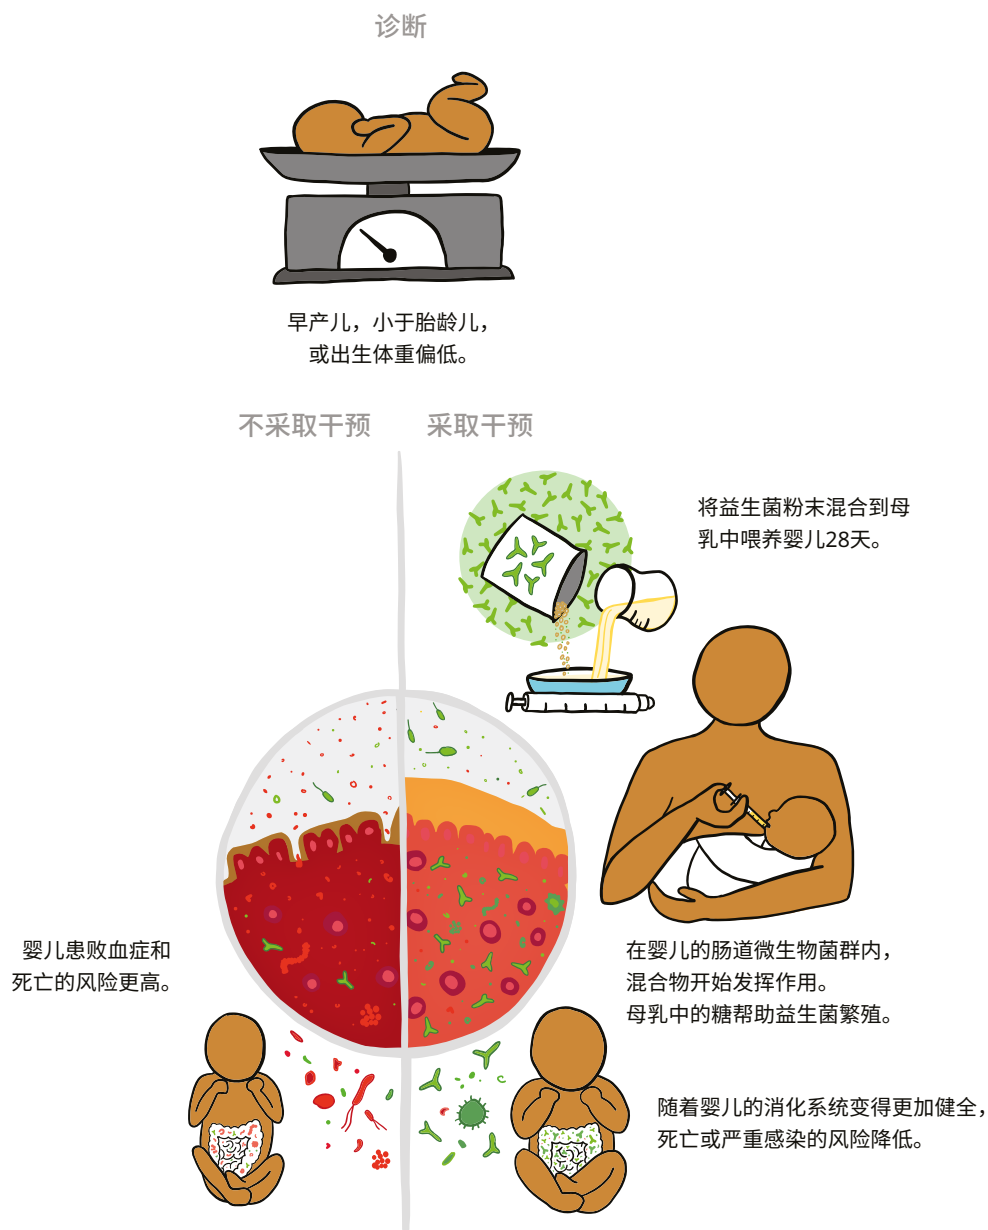 诊断
早产儿，小于胎龄儿，
或出生体重偏低。
不采取干预
采取干预
将益生菌粉末混合到母
乳中喂养婴儿28天。
婴儿患败血症和
死亡的风险更高。
在婴儿的肠道微生物菌群内，
混合物开始发挥作用。
母乳中的糖帮助益生菌繁殖。
随着婴儿的消化系统变得更加健全，
死亡或严重感染的风险降低。